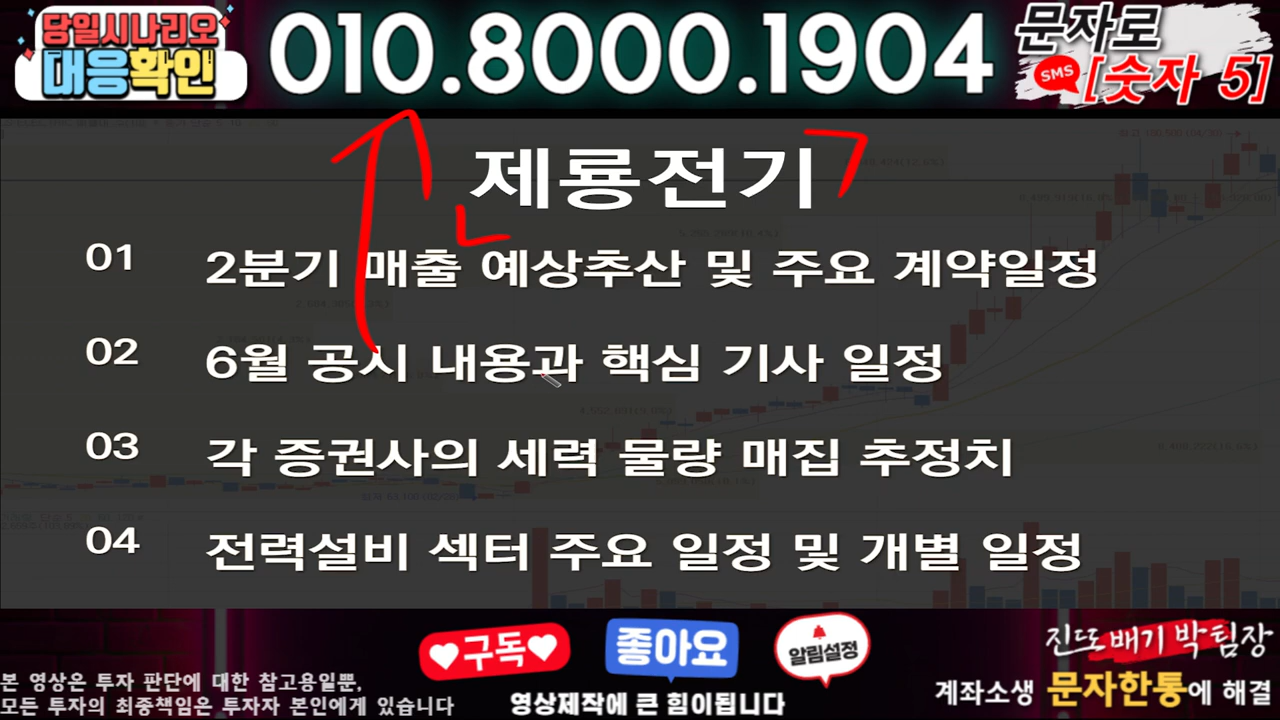 당일시나리오
대응확인
010.8000.1904
문자로
SMS
[숫자 5]
제룡전기
01
2분기 매출 예상추산 및 주요 계약일정
02
6월 공시 내용과 핵심 기사 일정
03
각 증권사의 세력 물량 매집 추정치
04
전력설비 섹터 주요 일정 및 개별 일정
구독
좋아요
알림설정
영상제작에 큰 힘이됩니다
본 영상은 투자 판단에 대한 참고용일뿐,
모든 투자의 최종책임은 투자자 본인에게 있습니다
진또배기 박팀장
계좌소생 문자한통에 해결